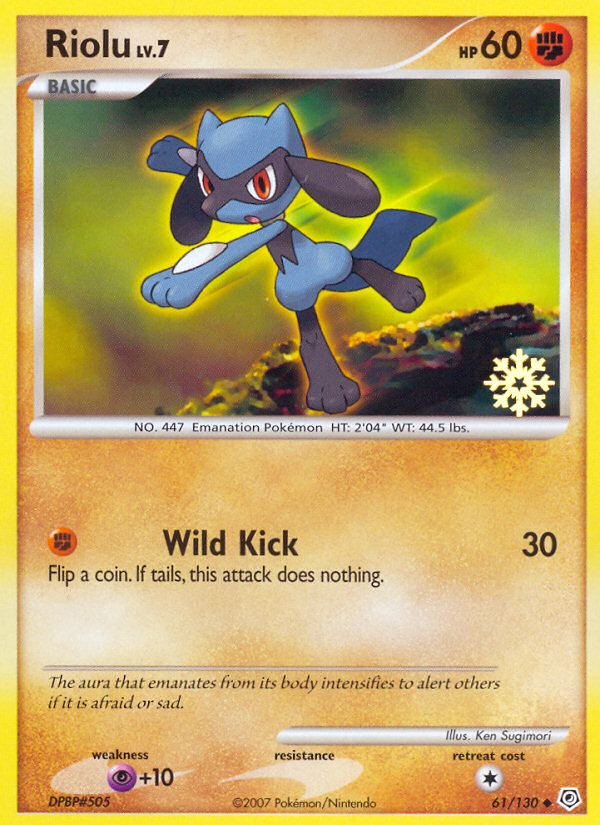 Riolu LV.7
HP 60
BASIC
NO. 447 Emanation Pokémon HT: 2'04" WT: 44.5 lbs.
Wild Kick 30
Flip a coin. If tails, this attack does nothing.
The aura that emanates from its body intensifies to alert others
if it is afraid or sad.
Illus. Ken Sugimori
weakness resistance retreat cost
+10
DPBP#505 ©2007 Pokémon/Nintendo 61/130 ◆